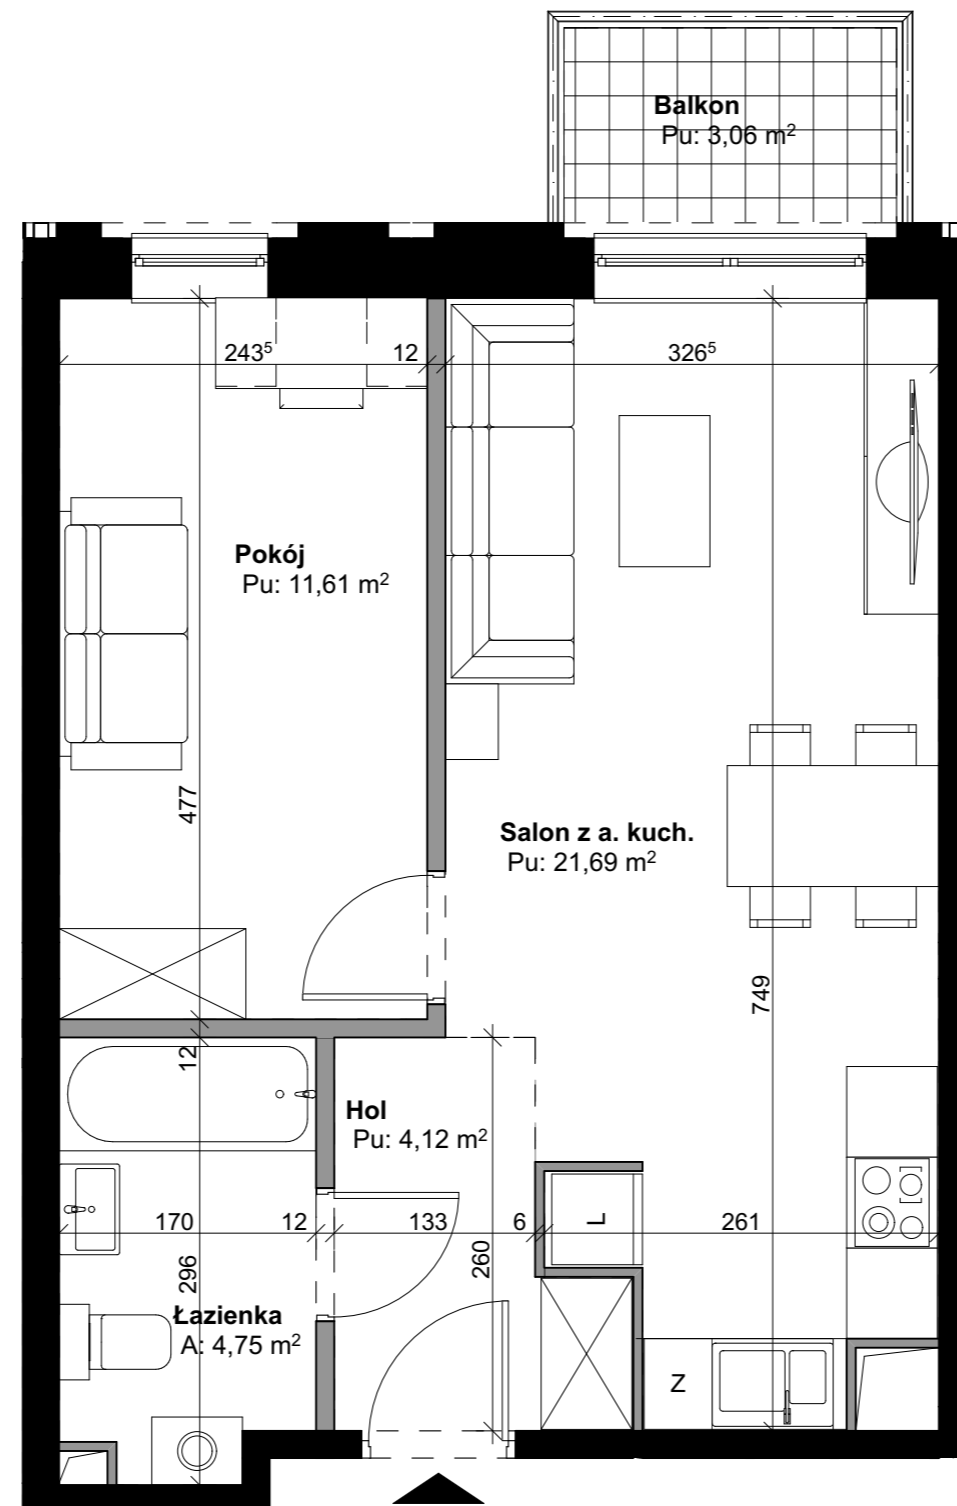 Balkon
Pu: 3,06 m²
243⁵
12
326⁵
Pokój
Pu: 11,61 m²
477
Salon z a. kuch.
Pu: 21,69 m²
749
12
Hol
Pu: 4,12 m²
170
12
133
6
L
261
296
260
Łazienka
A: 4,75 m²
Z